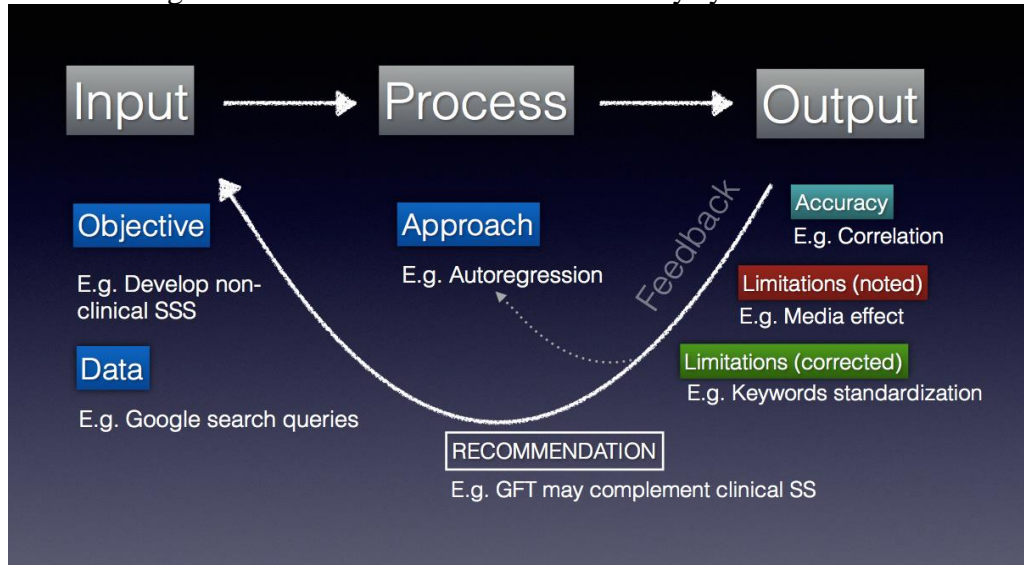 Input
Process
Output
Objective
E.g. Develop non-
clinical SSS
Data
E.g. Google search queries
Approach
E.g. Autoregression
Feedback
Accuracy
E.g. Correlation
Limitations (noted)
E.g. Media effect
Limitations (corrected)
E.g. Keywords standardization
RECOMMENDATION
E.g. GFT may complement clinical SS